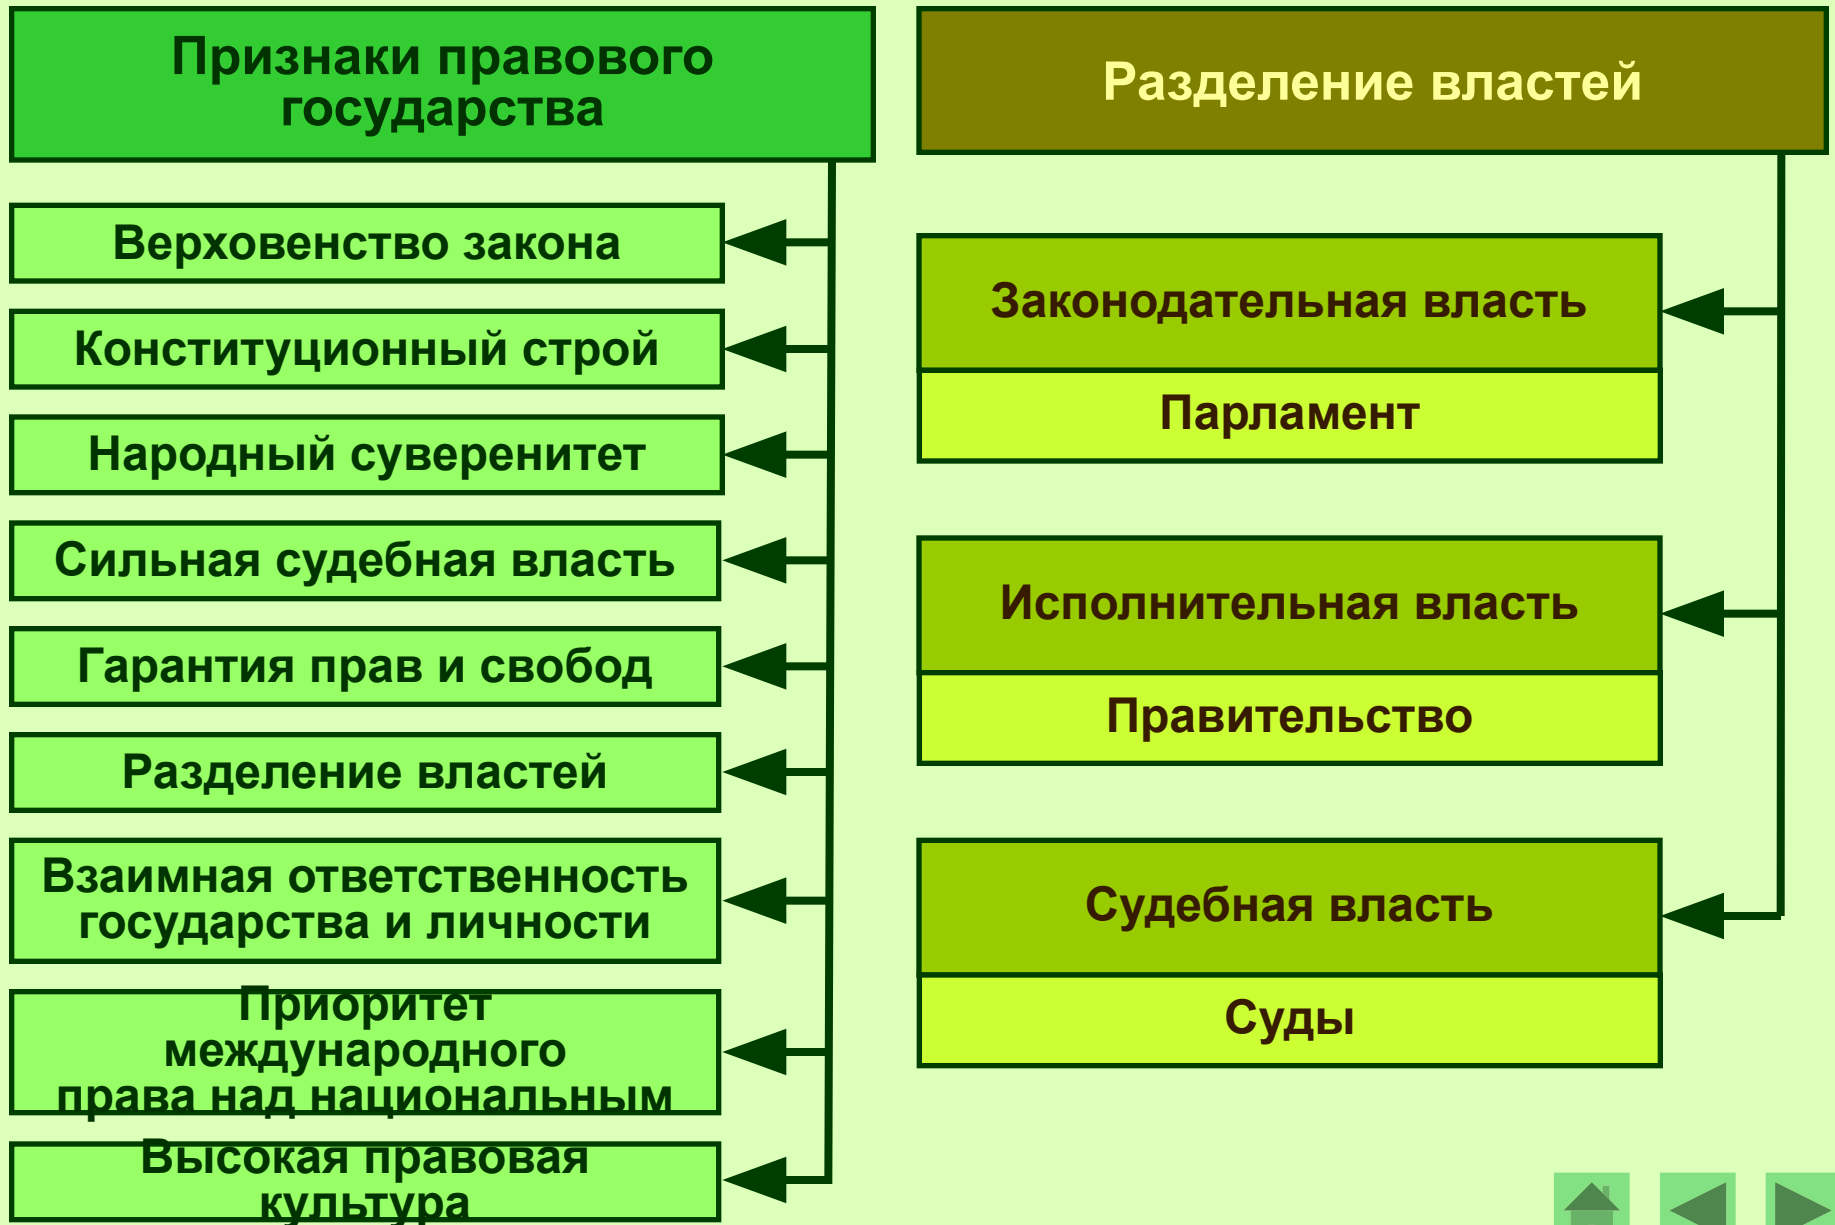 Признаки правового
государства
Верховенство закона
Конституционный строй
Народный суверенитет
Сильная судебная власть
Гарантия прав и свобод
Разделение властей
Взаимная ответственность
государства и личности
Приоритет
международного
права над национальным
Высокая правовая
культура
Разделение властей
Законодательная власть
Парламент
Исполнительная власть
Правительство
Судебная власть
Суды